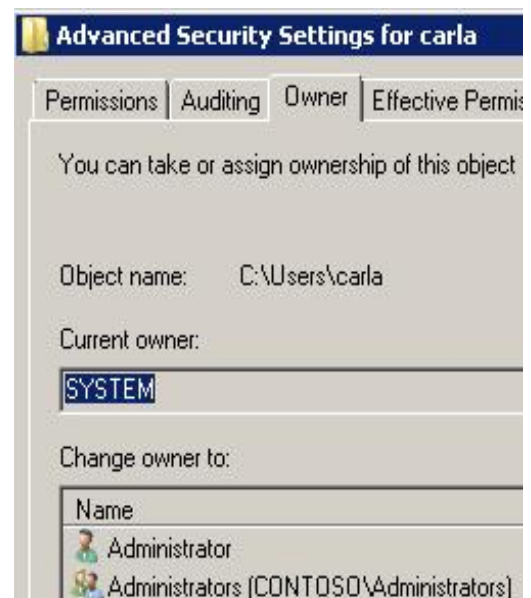 Advanced Security Settings for carla
Permissions Auditing Owner Effective Permis
You can take or assign ownership of this object
Object name: C:\Users\carla
Current owner:
SYSTEM
Change owner to:
Name
Administrator
Administrators (CONTOSO\Administrators)